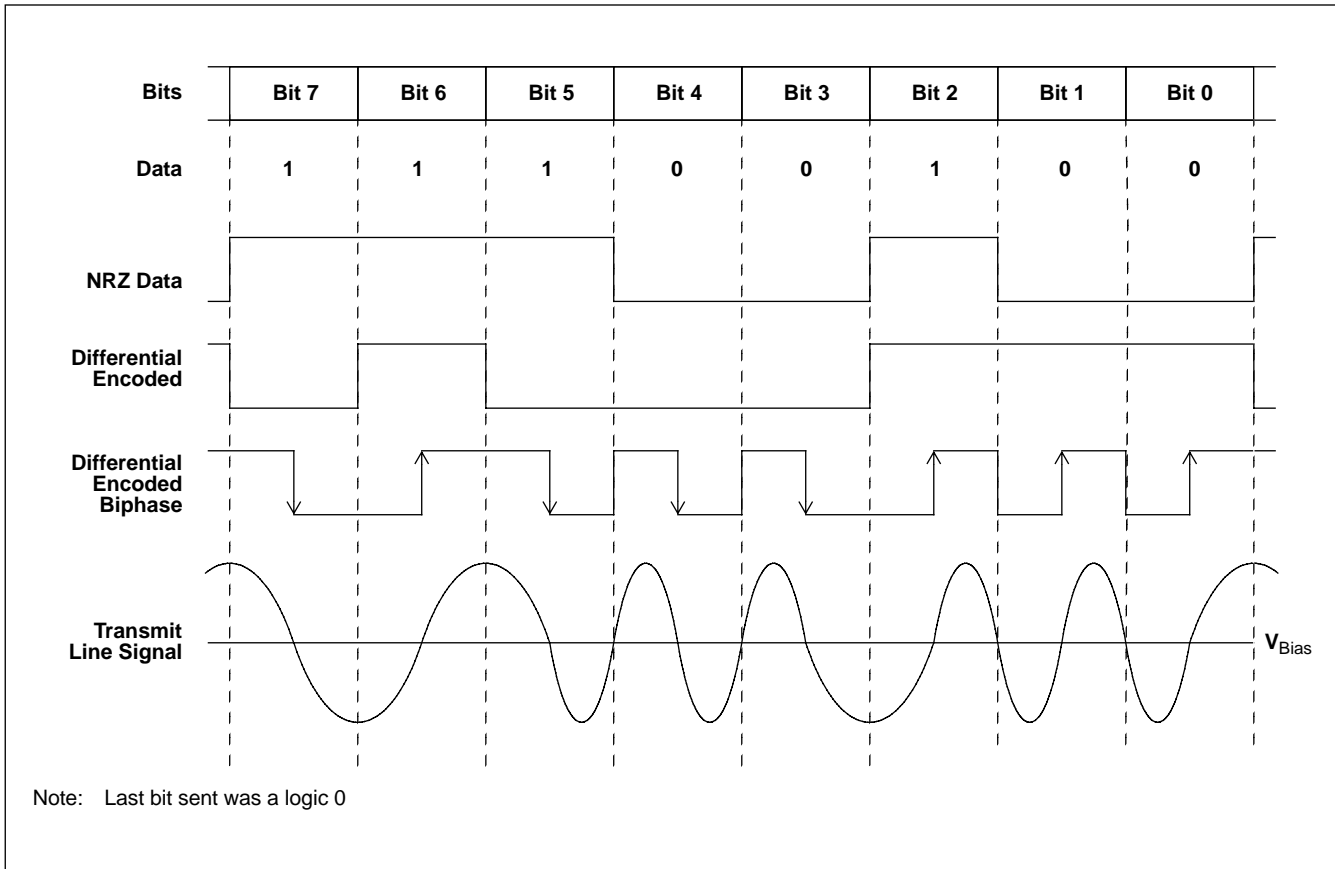 Bits Bit 7 Bit 6 Bit 5 Bit 4 Bit 3 Bit 2 Bit 1 Bit 0
Data 1 1 1 0 0 1 0 0
NRZ Data
Differential
Encoded
Differential
Encoded
Biphase
Transmit
Line Signal
VBias
Note: Last bit sent was a logic 0